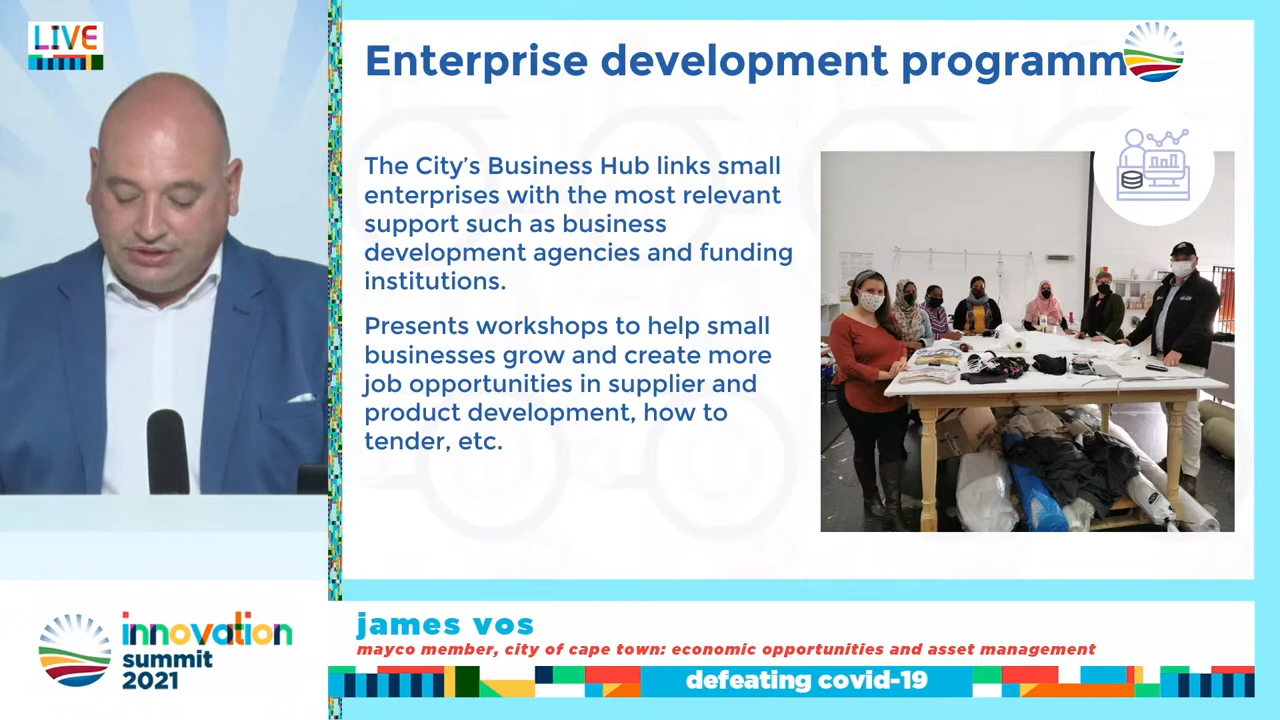 LIVE
Enterprise development programm
The City's Business Hub links small
enterprises with the most relevant
support such as business
development agencies and funding
institutions.
Presents workshops to help small
businesses grow and create more
job opportunities in supplier and
product development, how to
tender, etc.
innovation
summit
2021
james vos
mayco member, city of cape town: economic opportunities and asset management
defeating covid-19